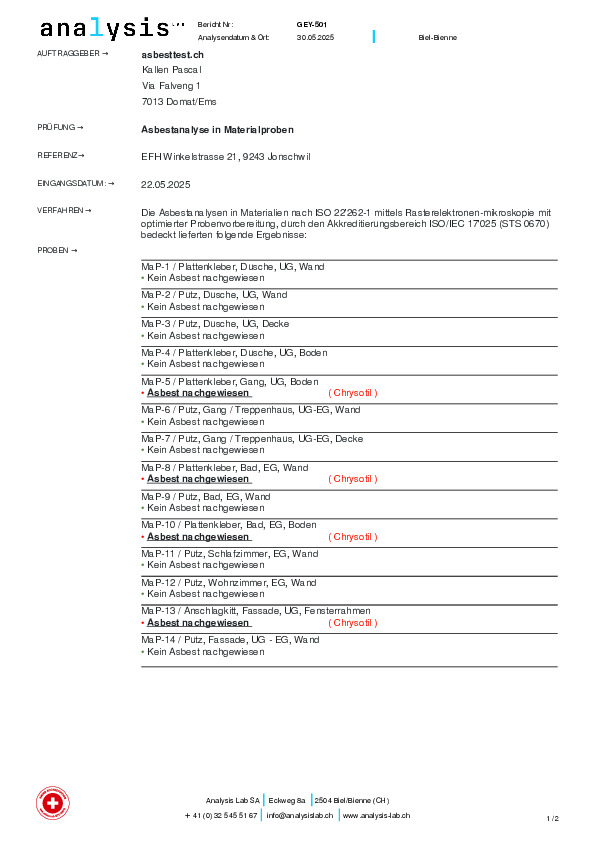 analysis
Bericht Nr: GEY-501
Analysendatum & Ort: 30.05.2025 Biel-Bienne
AUFTRAGGEBER → asbesttest.ch
Kallen Pascal
Via Falveng 1
7013 Domat/Ems
PRÜFUNG → Asbestanalyse in Materialproben
REFERENZ→ EFH Winkelstrasse 21, 9243 Jonschwil
EINGANGSDATUM: → 22.05.2025
VERFAHREN → Die Asbestanalysen in Materialien nach ISO 22'262-1 mittels Rasterelektronen-mikroskopie mit
optimierter Probenvorbereitung, durch den Akkreditierungsbereich ISO/IEC 17'025 (STS 0670)
bedeckt lieferten folgende Ergebnisse:
PROBEN →
MaP-1 / Plattenkleber, Dusche, UG, Wand
• Kein Asbest nachgewiesen
MaP-2 / Putz, Dusche, UG, Wand
• Kein Asbest nachgewiesen
MaP-3 / Putz, Dusche, UG, Decke
• Kein Asbest nachgewiesen
MaP-4 / Plattenkleber, Dusche, UG, Boden
• Kein Asbest nachgewiesen
MaP-5 / Plattenkleber, Gang, UG, Boden
• Asbest nachgewiesen ( Chrysotil )
MaP-6 / Putz, Gang / Treppenhaus, UG-EG, Wand
• Kein Asbest nachgewiesen
MaP-7 / Putz, Gang / Treppenhaus, UG-EG, Decke
• Kein Asbest nachgewiesen
MaP-8 / Plattenkleber, Bad, EG, Wand
• Asbest nachgewiesen ( Chrysotil )
MaP-9 / Putz, Bad, EG, Wand
• Kein Asbest nachgewiesen
MaP-10 / Plattenkleber, Bad, EG, Boden
• Asbest nachgewiesen ( Chrysotil )
MaP-11 / Putz, Schlafzimmer, EG, Wand
• Kein Asbest nachgewiesen
MaP-12 / Putz, Wohnzimmer, EG, Wand
• Kein Asbest nachgewiesen
MaP-13 / Anschlagkitt, Fassade, UG, Fensterrahmen
• Asbest nachgewiesen ( Chrysotil )
MaP-14 / Putz, Fassade, UG - EG, Wand
• Kein Asbest nachgewiesen
Analysis Lab SA | Eckweg 8a | 2504 Biel/Bienne (CH)
+ 41 (0) 32 545 51 67 | info@analysislab.ch | www.analysis-lab.ch
1 / 2